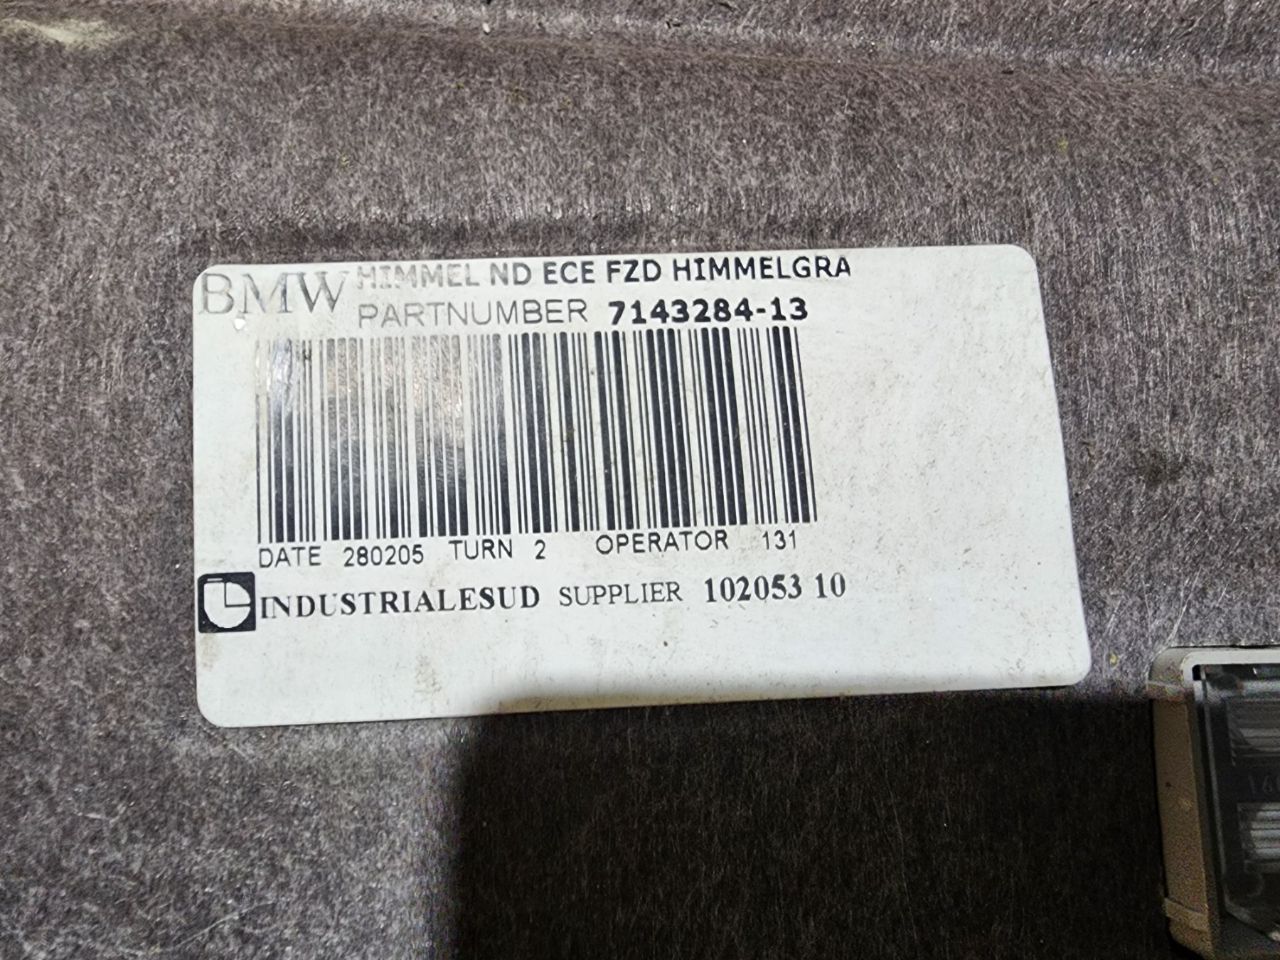 BMW HIMMEL ND ECE FZD HIMMELGRA
PARTNUMBER 7143284-13
DATE 280205 TURN 2 OPERATOR 131
INDUSTRIALESUD SUPPLIER 102053 10